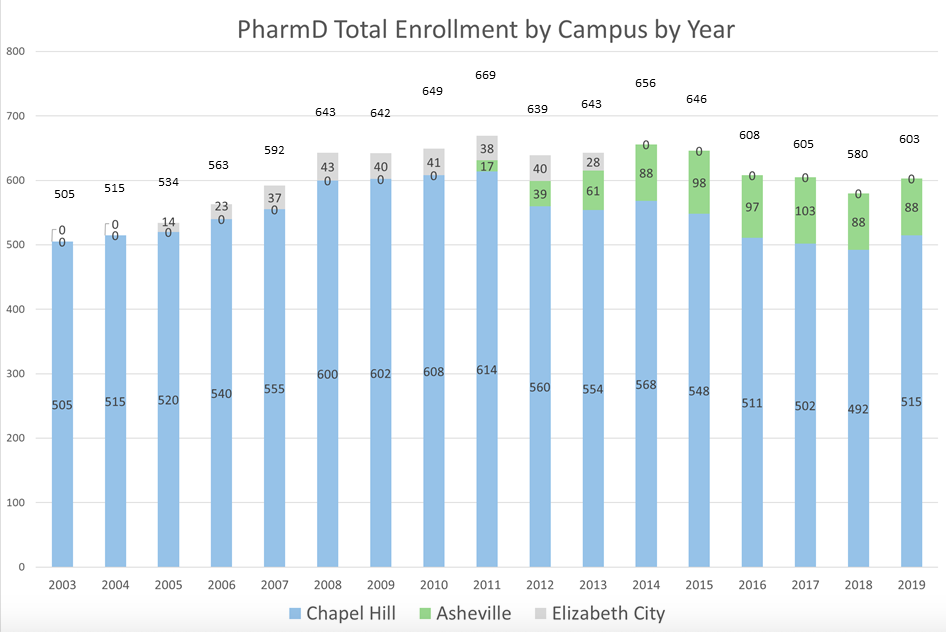 PharmD Total Enrollment by Campus by Year
800
700
600
500
400
300
200
100
0
505 515 534 563 592 643 642 649 669 639 643 656 646 608 605 580 603
0 0 14 23 37 43 40 41 38 40 28 0 0 0 0 0 0
0 0 0 0 0 0 0 0 17 39 61 88 98 97 103 88 88
505 515 520 540 555 600 602 608 614 560 554 568 548 511 502 492 515
2003 2004 2005 2006 2007 2008 2009 2010 2011 2012 2013 2014 2015 2016 2017 2018 2019
Chapel Hill Asheville Elizabeth City